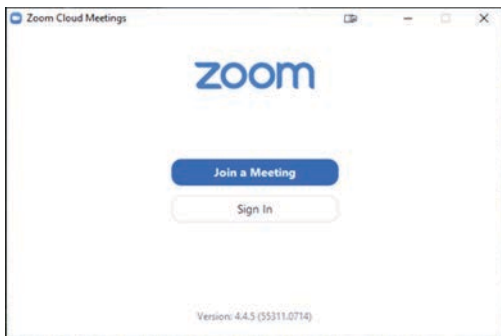 Zoom Cloud Meetings
zoom
Join a Meeting
Sign In
Version: 4.4.5 (55311.0714)